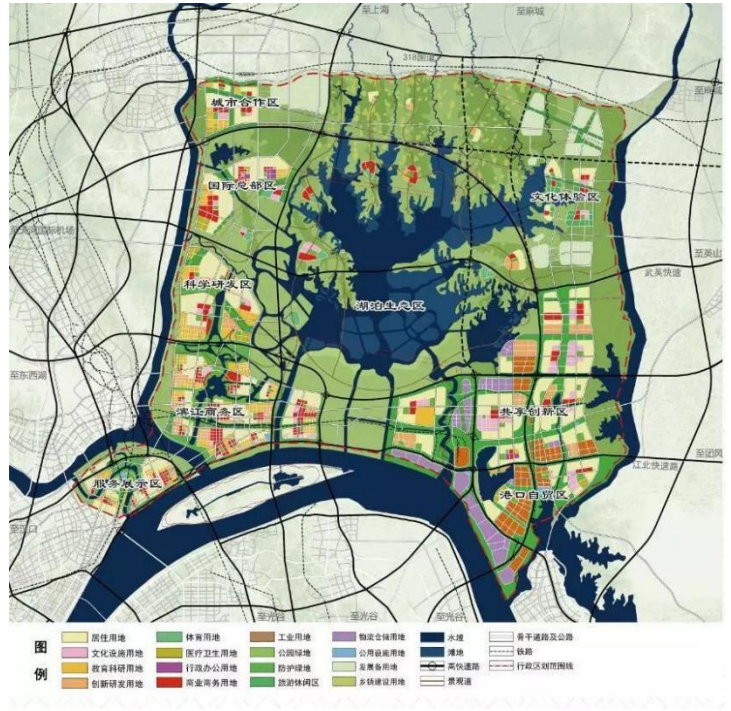 至上海
至麻城
318国道
至麻城
城市合作区
国际总部区
文化体验区
至英山
武英快速
科学研发区
湖泊生态区
至东西湖
滨江商务区
共享创新区
至团风
江北快速路
服务展示区
港口自贸区
至汉口
至光谷
至光谷
至光谷
图例
居住用地
体育用地
工业用地
物流仓储用地
水域
骨干道路及公路
文化设施用地
医疗卫生用地
公园绿地
公用设施用地
滩地
铁路
教育科研用地
行政办公用地
防护绿地
发展备用地
高快速路
行政区划范围线
创新研发用地
商业商务用地
旅游休闲区
乡镇建设用地
景观道